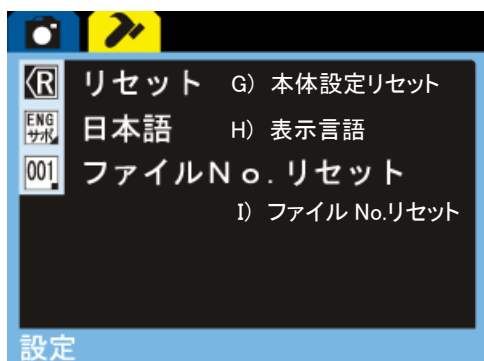 R リセット G) 本体設定リセット
ENG 日本語 H) 表示言語
001 ファイルNo.リセット
I) ファイル No.リセット
設定